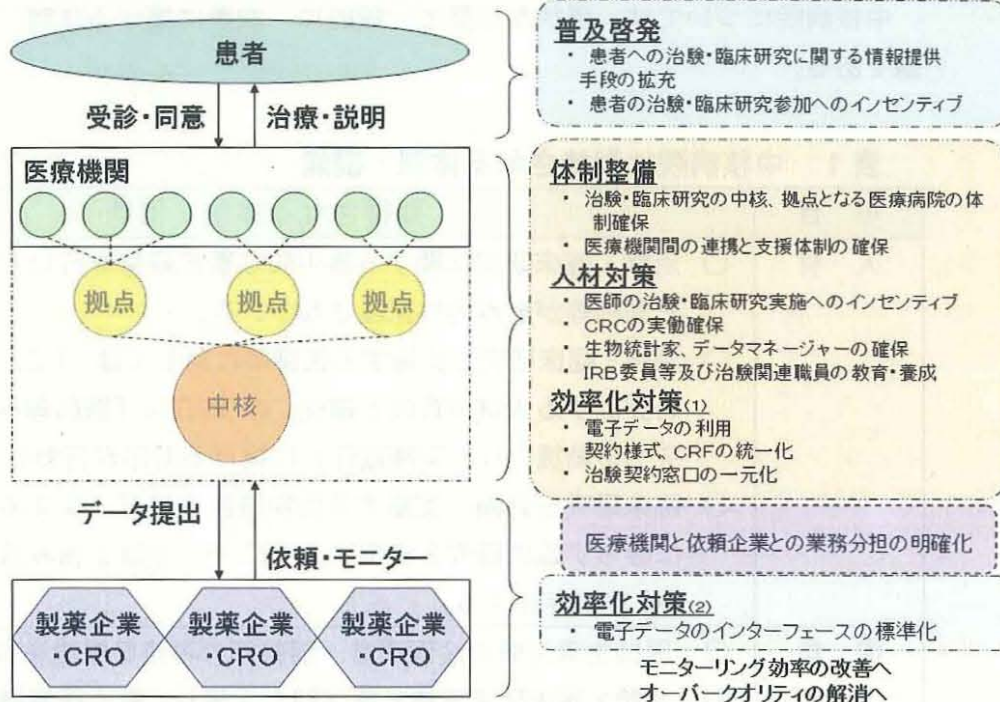 患者
受診・同意
治療・説明
医療機関
拠点
拠点
拠点
中核
データ提出
依頼・モニター
製薬企業
・CRO
製薬企業
・CRO
製薬企業
・CRO
普及啓発
・ 患者への治験・臨床研究に関する情報提供
手段の拡充
・ 患者の治験・臨床研究参加へのインセンティブ
体制整備
・ 治験・臨床研究の中核、拠点となる医療病院の体
制確保
・ 医療機関間の連携と支援体制の確保
人材対策
・ 医師の治験・臨床研究実施へのインセンティブ
・ CRCの実働確保
・ 生物統計家、データマネージャーの確保
・ IRB委員等及び治験関連職員の教育・養成
効率化対策(1)
・ 電子データの利用
・ 契約様式、CRFの統一化
・ 治験契約窓口の一元化
医療機関と依頼企業との業務分担の明確化
効率化対策(2)
・ 電子データのインターフェースの標準化
モニターリング効率の改善へ
オーバークオリティの解消へ